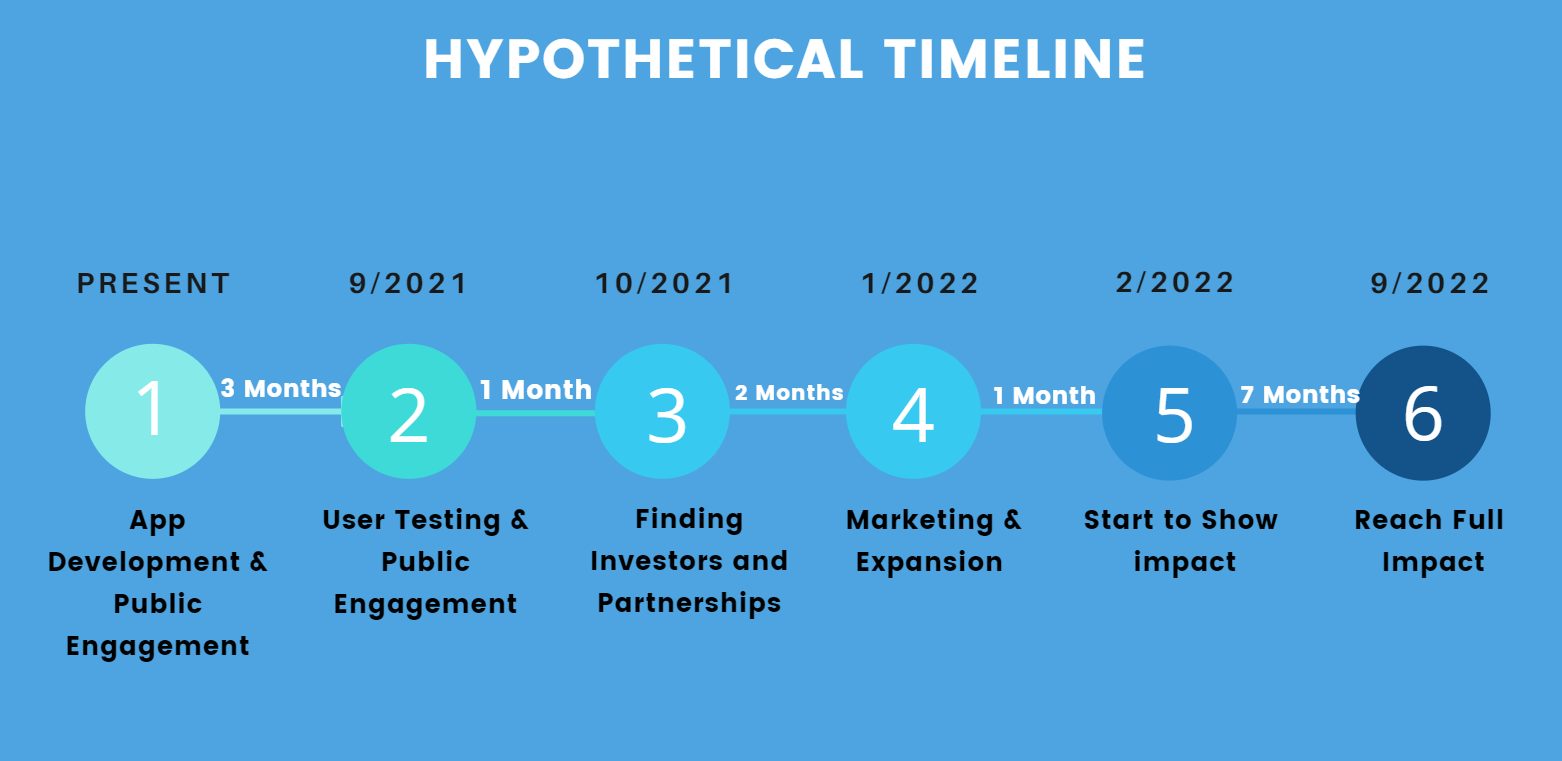 HYPOTHETICAL TIMELINE
PRESENT
9/2021
10/2021
1/2022
2/2022
9/2022
1
3 Months
2
1 Month
3
2 Months
4
1 Month
5
7 Months
6
App
Development &
Public
Engagement
User Testing &
Public
Engagement
Finding
Investors and
Partnerships
Marketing &
Expansion
Start to Show
impact
Reach Full
Impact